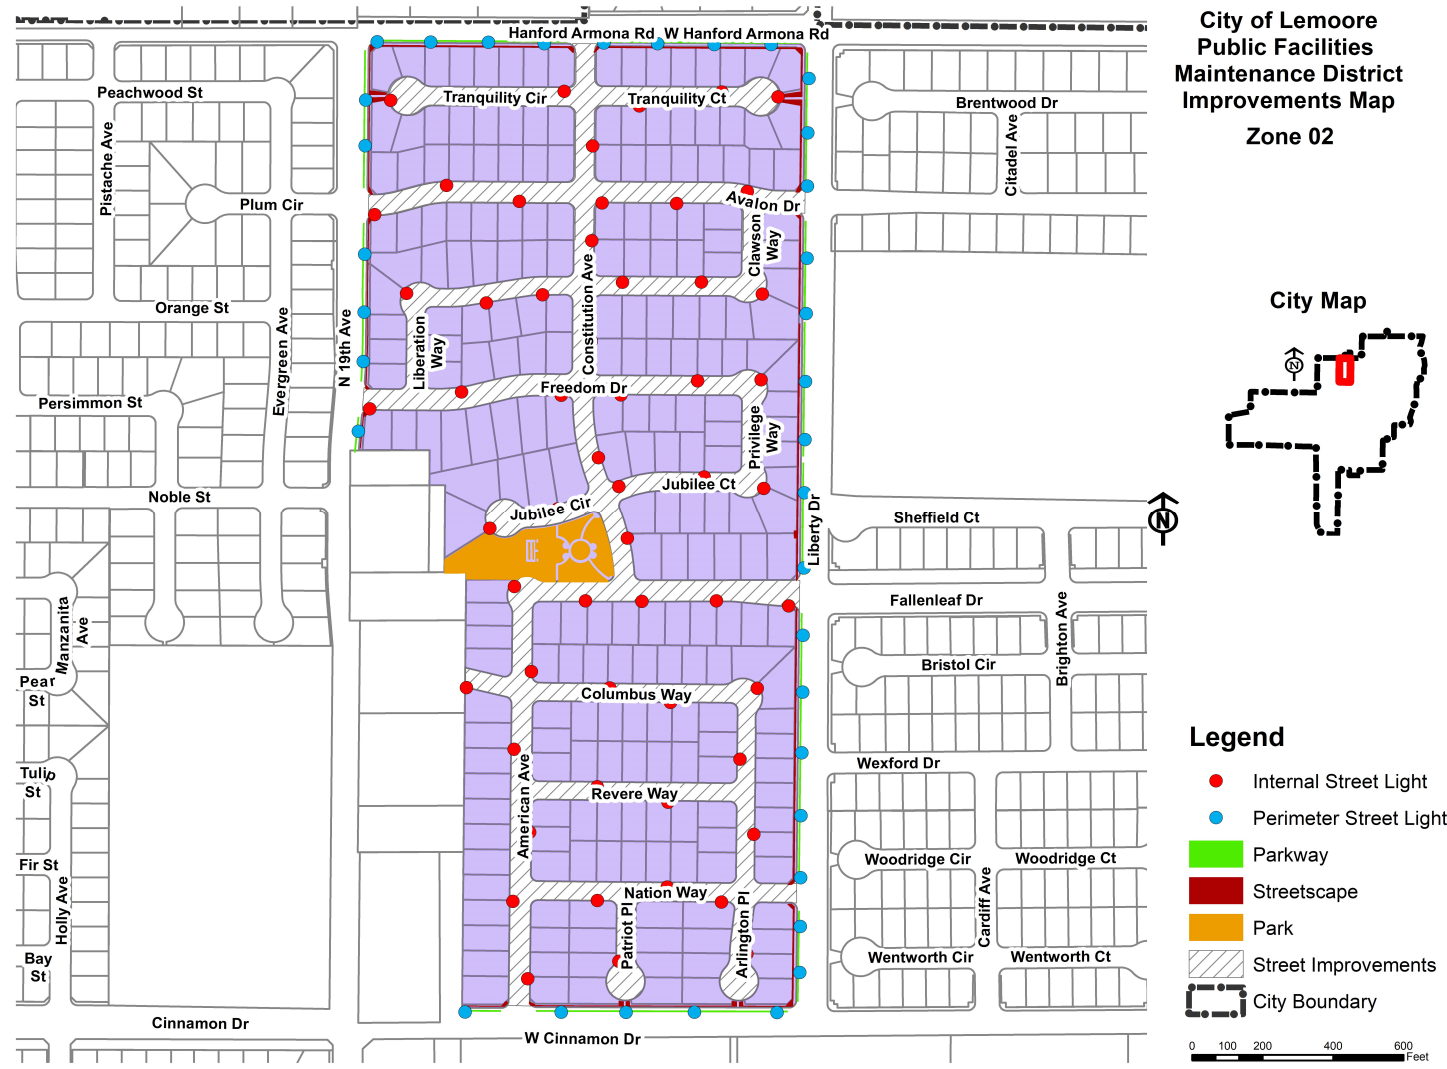 City of Lemoore
Public Facilities
Maintenance District
Improvements Map
Zone 02
Hanford Armona Rd
W Hanford Armona Rd
Peachwood St
Tranquility Cir
Tranquility Ct
Brentwood Dr
Pistache Ave
Citadel Ave
Plum Cir
Avalon Dr
Clawson
Way
Orange St
Constitution Ave
Evergreen Ave
N 19th Ave
Liberation
Way
City Map
N
Freedom Dr
Persimmon St
Privilege
Way
Noble St
Jubilee Ct
Jubilee Cir
Liberty Dr
Sheffield Ct
N
Manzanita
Ave
Fallenleaf Dr
Brighton Ave
Bristol Cir
Pear
St
Columbus Way
Wexford Dr
Tulip
St
American Ave
Revere Way
Fir St
Woodridge Cir
Woodridge Ct
Nation Way
Holly Ave
Cardiff Ave
Patriot Pl
Arlington Pl
Bay
St
Wentworth Cir
Wentworth Ct
Cinnamon Dr
W Cinnamon Dr
Legend
Internal Street Light
Perimeter Street Light
Parkway
Streetscape
Park
Street Improvements
City Boundary
0 100 200 400 600
Feet